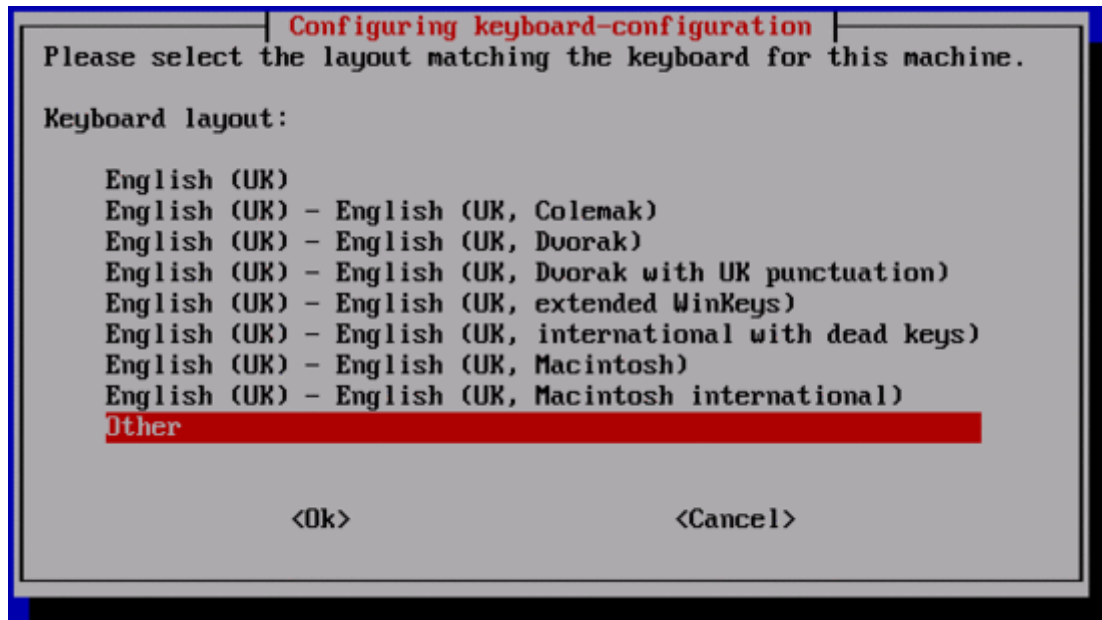 Configuring keyboard-configuration
Please select the layout matching the keyboard for this machine.
Keyboard layout:
English (UK)
English (UK) - English (UK, Colemak)
English (UK) - English (UK, Dvorak)
English (UK) - English (UK, Dvorak with UK punctuation)
English (UK) - English (UK, extended WinKeys)
English (UK) - English (UK, international with dead keys)
English (UK) - English (UK, Macintosh)
English (UK) - English (UK, Macintosh international)
Other
<Ok> <Cancel>